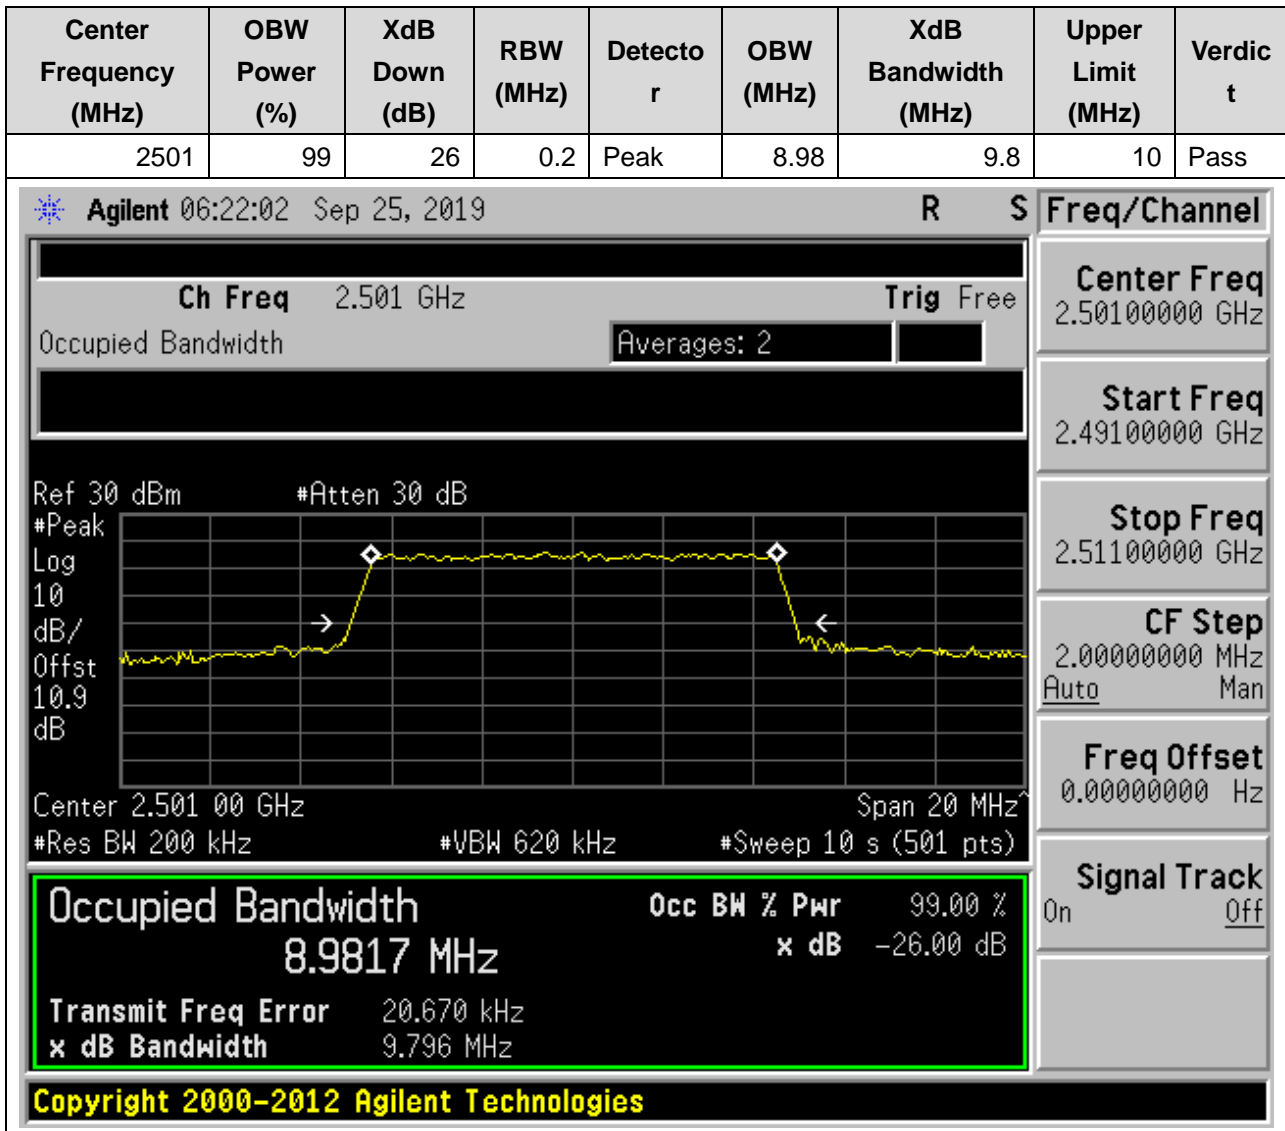 Center Frequency (MHz) OBW Power (%) XdB Down (dB) RBW (MHz) Detecto r OBW (MHz) XdB Bandwidth (MHz) Upper Limit (MHz) Verdic t
2501 99 26 0.2 Peak 8.98 9.8 10 Pass
Agilent 06:22:02 Sep 25, 2019 R S Freq/Channel
Ch Freq 2.501 GHz Trig Free
Occupied Bandwidth Averages: 2
Center Freq
2.50100000 GHz
Start Freq
2.49100000 GHz
Stop Freq
2.51100000 GHz
CF Step
2.00000000 MHz
Auto Man
Freq Offset
0.00000000 Hz
Signal Track
On Off
Ref 30 dBm #Atten 30 dB
#Peak
Log
10
dB/
Offst
10.9
dB
Center 2.501 00 GHz Span 20 MHz^
#Res BW 200 kHz #VBW 620 kHz #Sweep 10 s (501 pts)
Occupied Bandwidth Occ BW % Pwr 99.00 %
8.9817 MHz x dB -26.00 dB
Transmit Freq Error 20.670 kHz
x dB Bandwidth 9.796 MHz
Copyright 2000-2012 Agilent Technologies